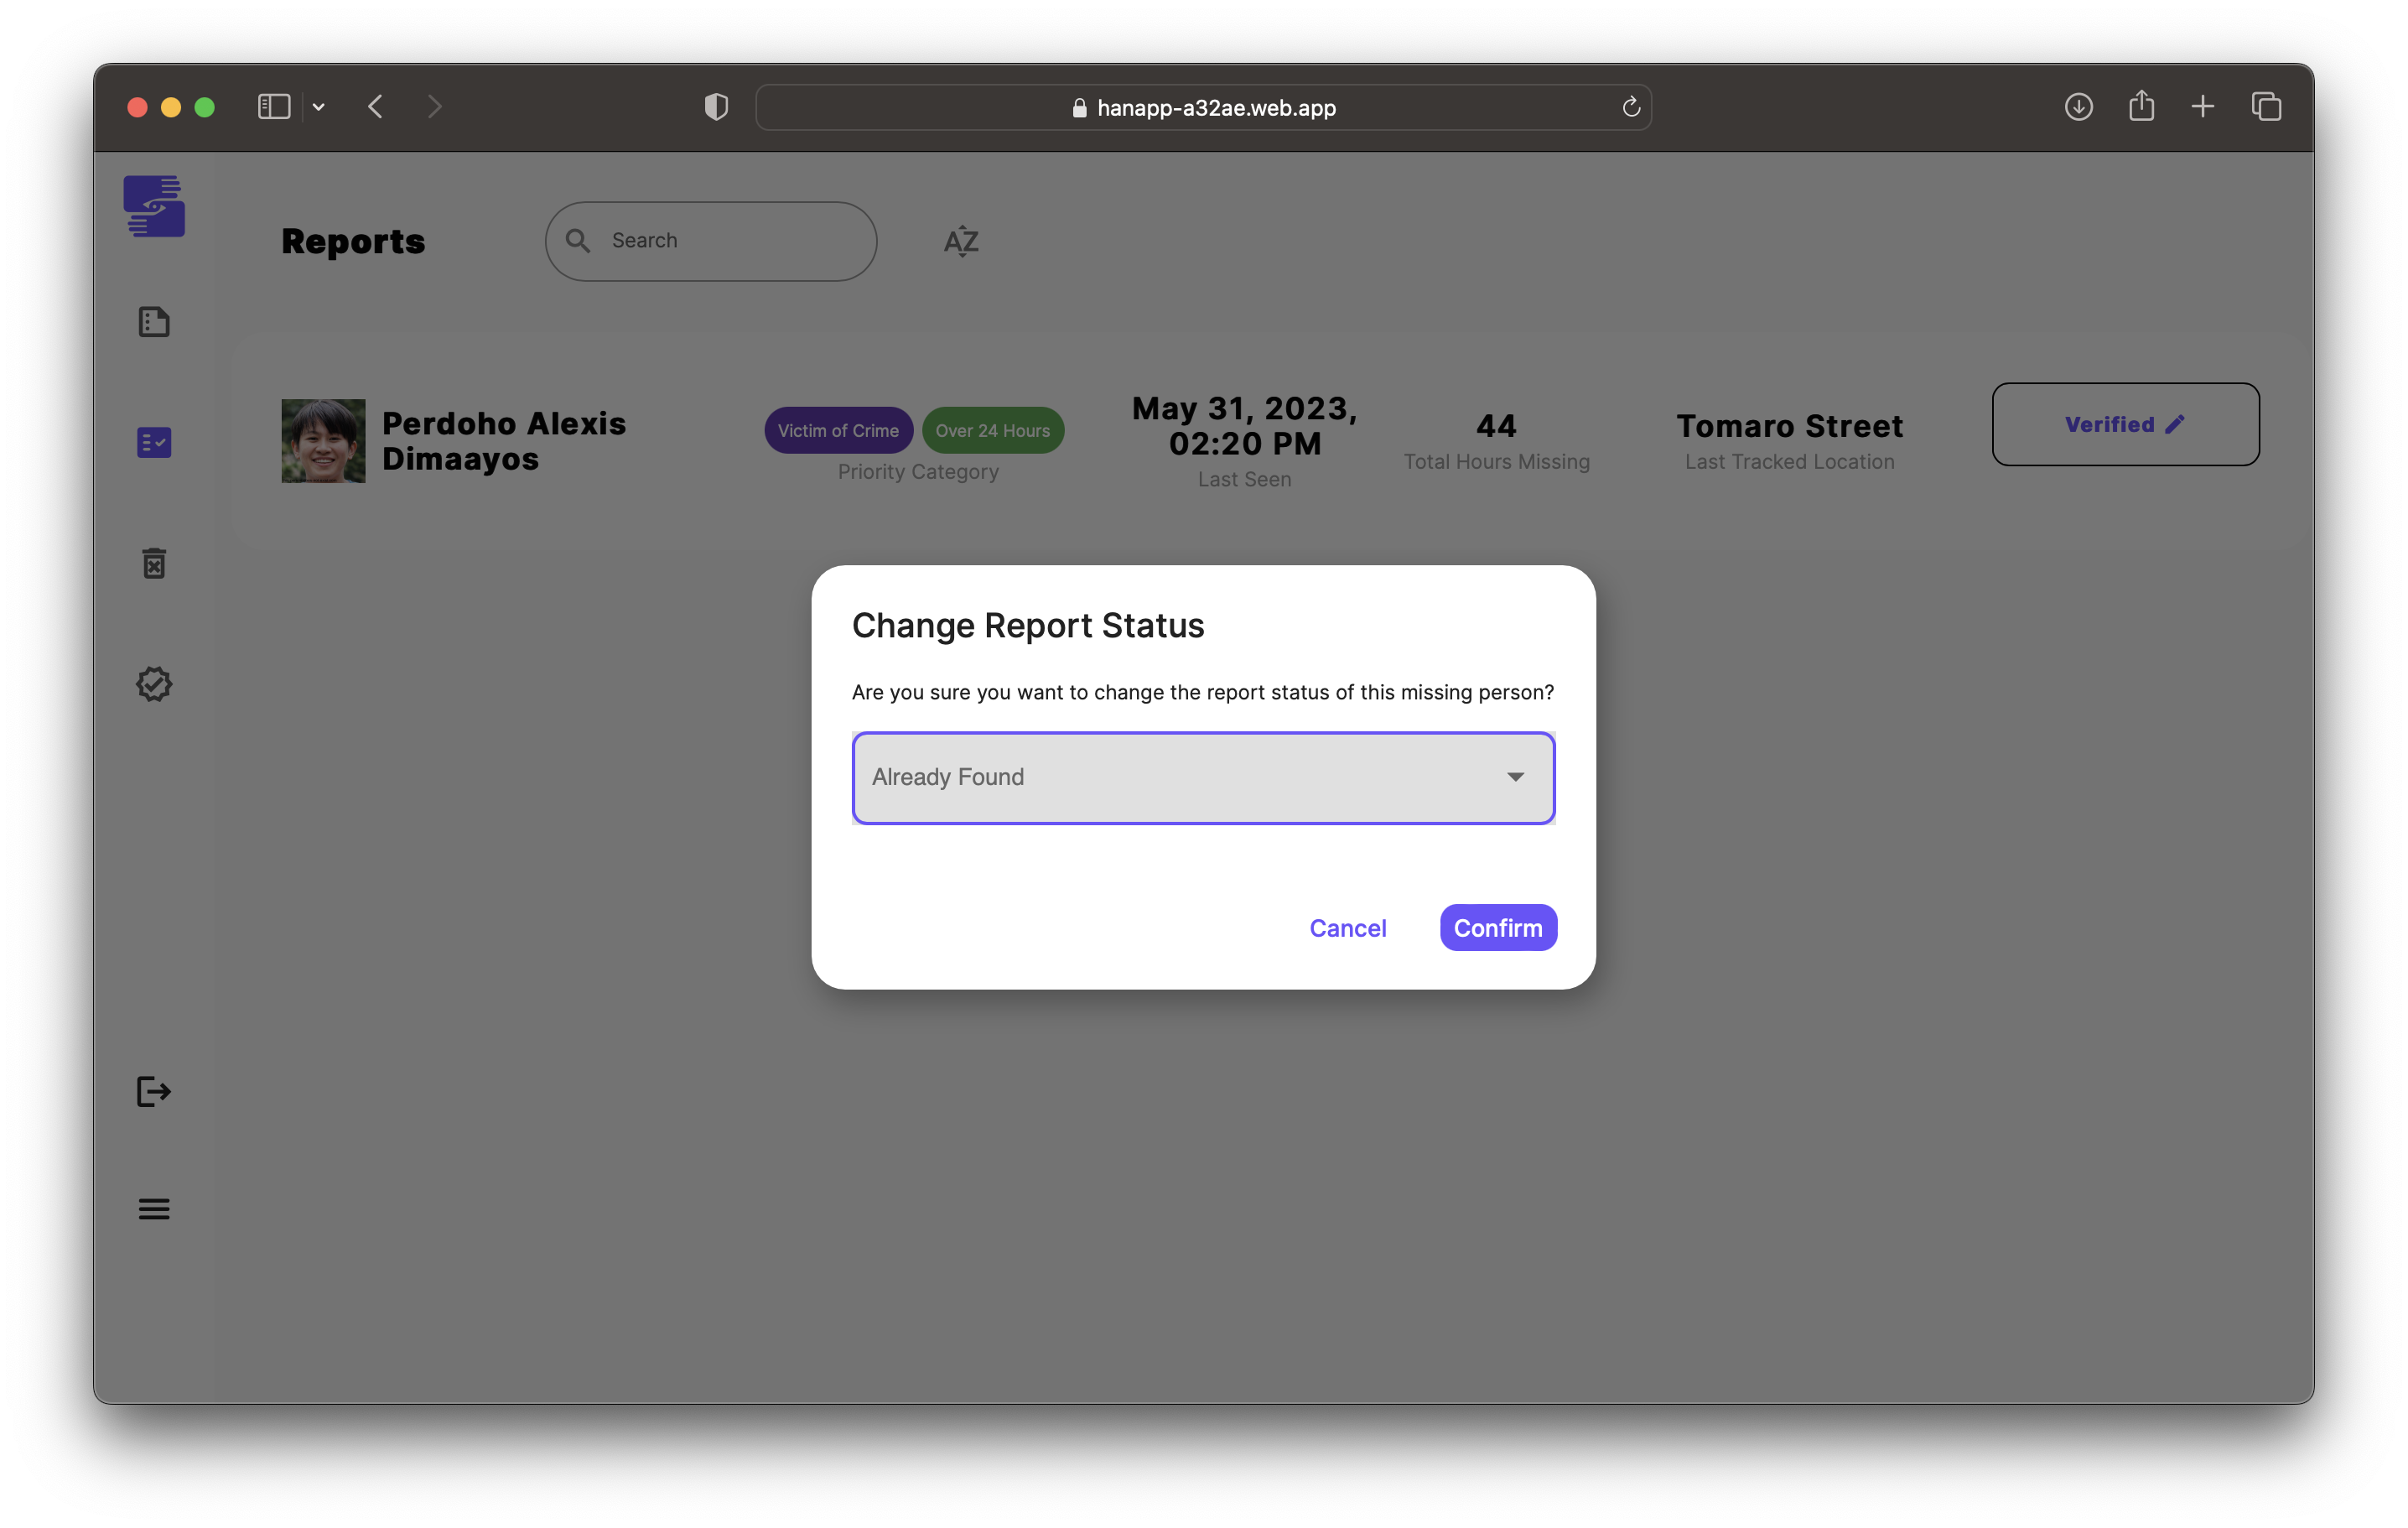 hanapp-a32ae.web.app
Reports
Search
AZ
Perdoho Alexis
Dimaayos
Victim of Crime
Over 24 Hours
Priority Category
May 31, 2023,
02:20 PM
Last Seen
44
Total Hours Missing
Tomaro Street
Last Tracked Location
Verified
Change Report Status
Are you sure you want to change the report status of this missing person?
Already Found
Cancel
Confirm